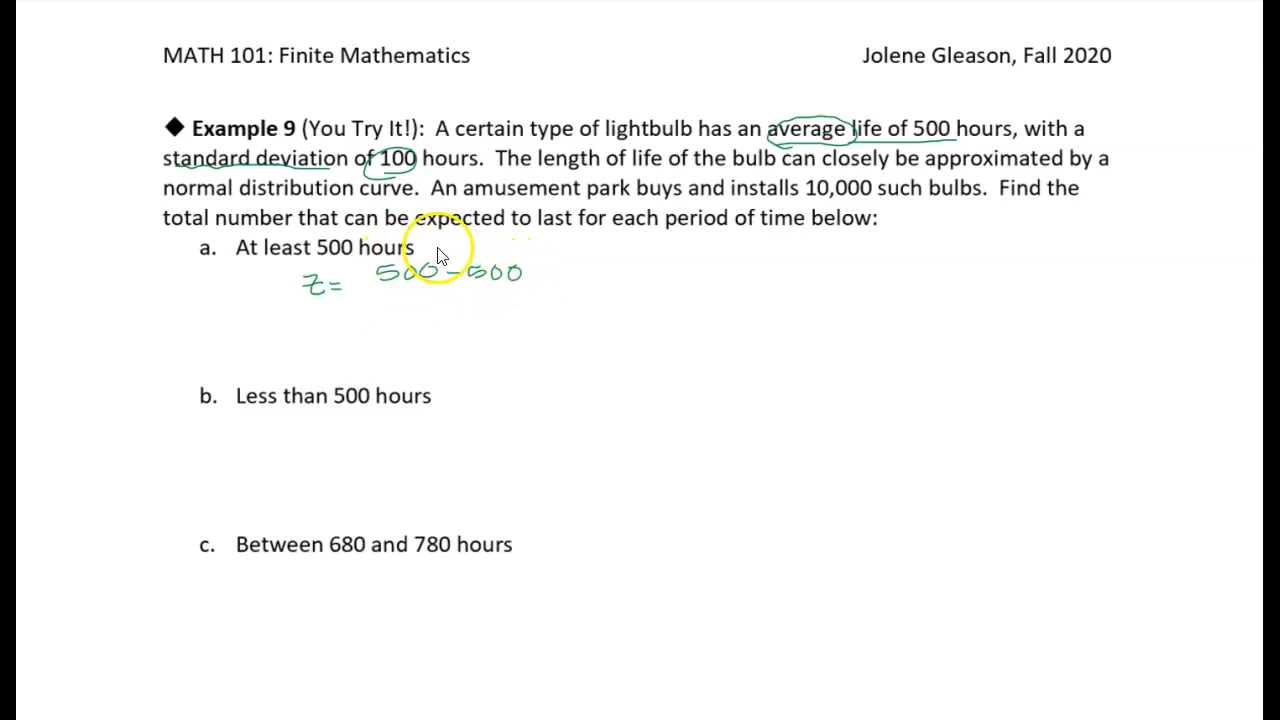 MATH 101: Finite Mathematics Jolene Gleason, Fall 2020
◆ Example 9 (You Try It!): A certain type of lightbulb has an average life of 500 hours, with a
standard deviation of 100 hours. The length of life of the bulb can closely be approximated by a
normal distribution curve. An amusement park buys and installs 10,000 such bulbs. Find the
total number that can be expected to last for each period of time below:
a. At least 500 hours
z = 500 - 500
b. Less than 500 hours
c. Between 680 and 780 hours